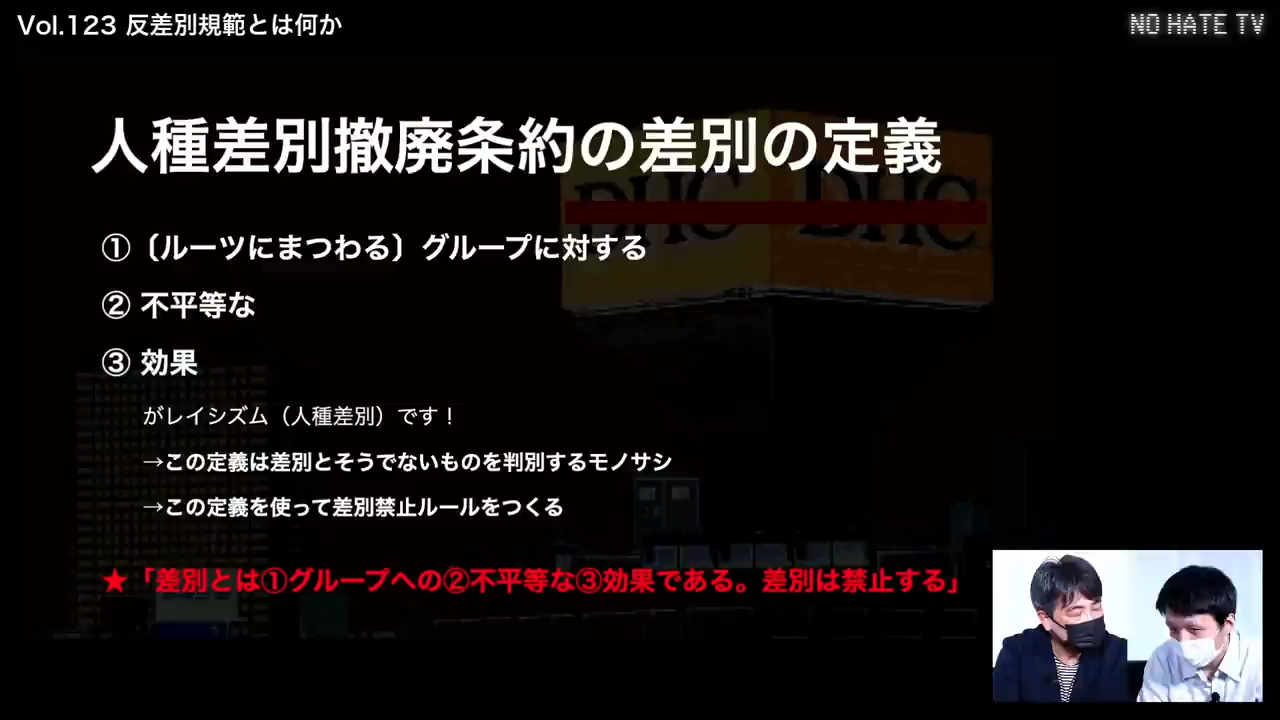 Vol.123 反差別規範とは何か
NO HATE TV
人種差別撤廃条約の差別の定義
DHC DHC
①〔ルーツにまつわる〕グループに対する
② 不平等な
③ 効果
がレイシズム（人種差別）です！
→この定義は差別とそうでないものを判別するモノサシ
→この定義を使って差別禁止ルールをつくる
★「差別とは①グループへの②不平等な③効果である。差別は禁止する」